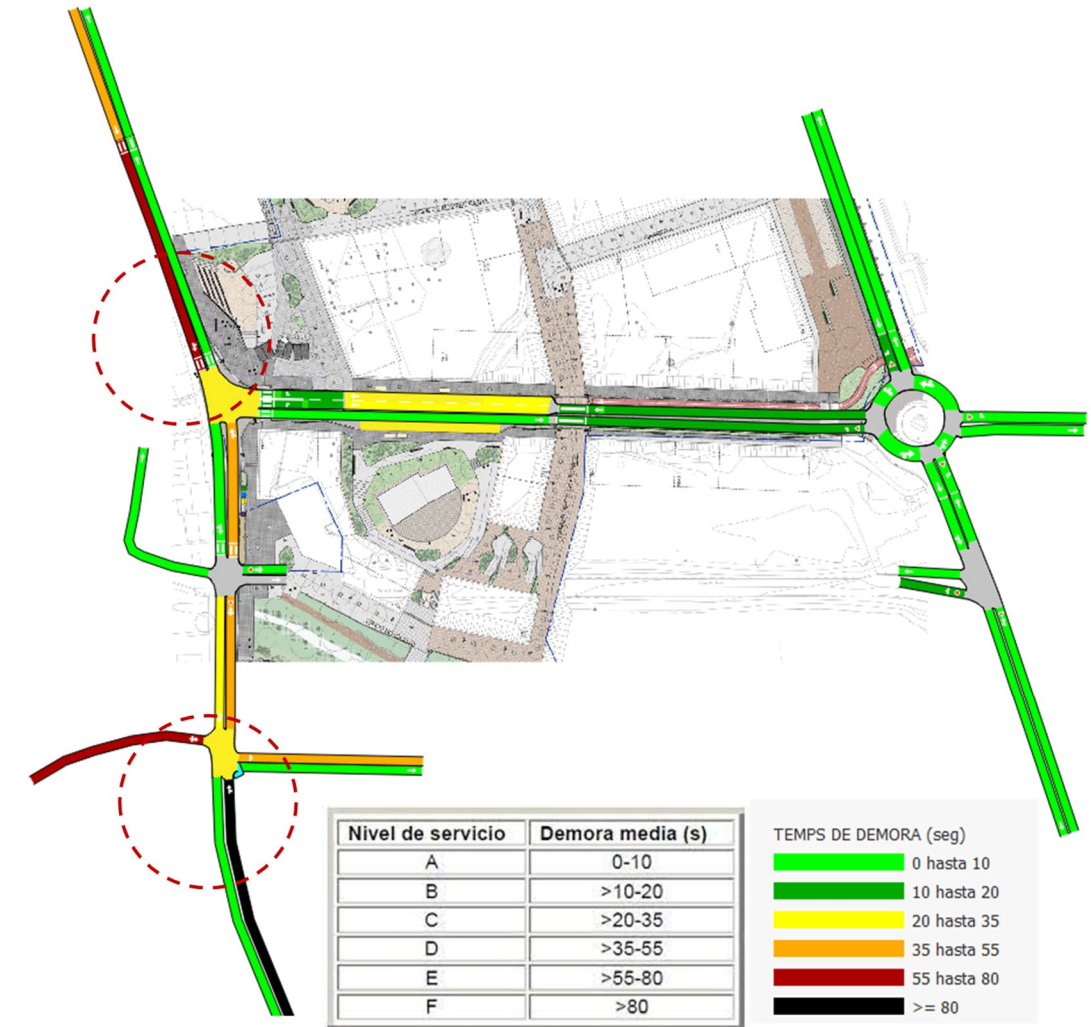 Nivel de servicio Demora media (s)
A 0-10
B >10-20
C >20-35
D >35-55
E >55-80
F >80
TEMPS DE DEMORA (seg)
0 hasta 10
10 hasta 20
20 hasta 35
35 hasta 55
55 hasta 80
>= 80